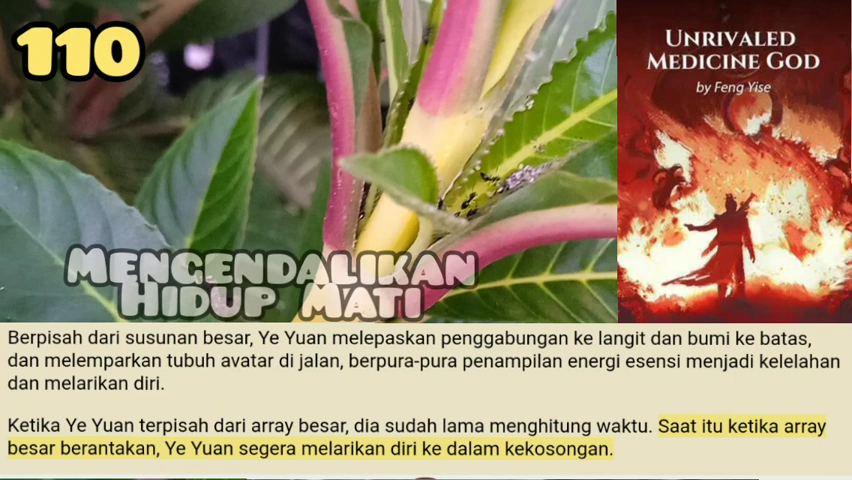 110
UNRIVALED
MEDICINE GOD
by Feng Yise
MENGENDALIKAN
HIDUP MATI
Berpisah dari susunan besar, Ye Yuan melepaskan penggabungan ke langit dan bumi ke batas,
dan melemparkan tubuh avatar di jalan, berpura-pura penampilan energi esensi menjadi kelelahan
dan melarikan diri.
Ketika Ye Yuan terpisah dari array besar, dia sudah lama menghitung waktu. Saat itu ketika array
besar berantakan, Ye Yuan segera melarikan diri ke dalam kekosongan.